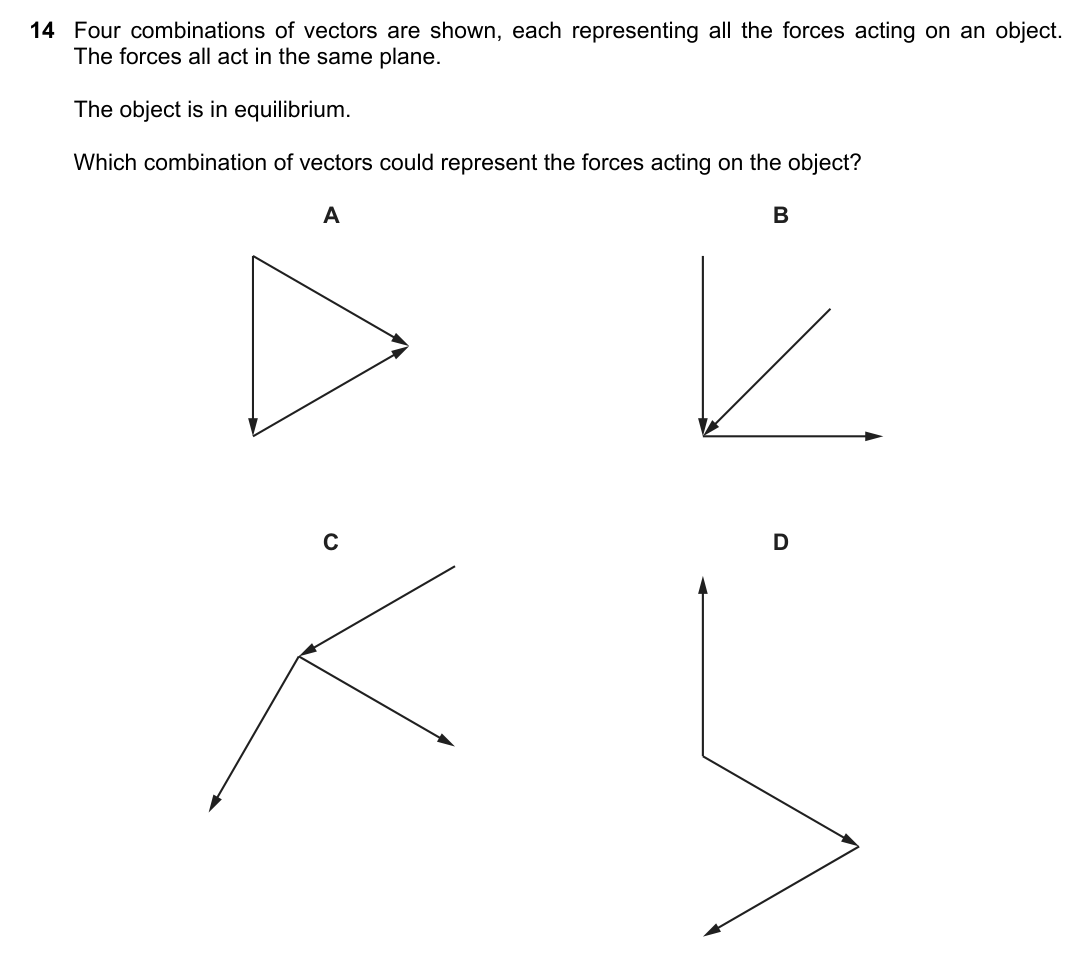 14 Four combinations of vectors are shown, each representing all the forces acting on an object.
The forces all act in the same plane.
The object is in equilibrium.
Which combination of vectors could represent the forces acting on the object?
A
B
C
D